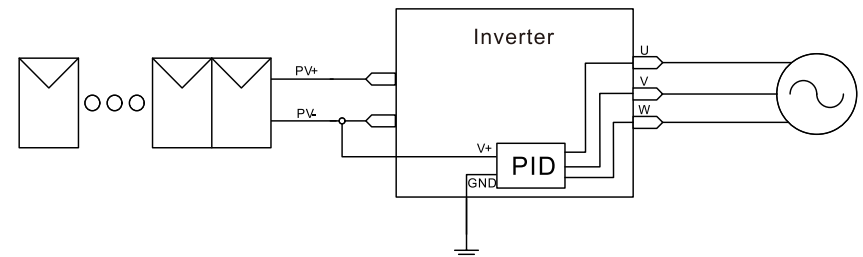 Inverter
PV+
PV-
U
V
W
V+
PID
GND